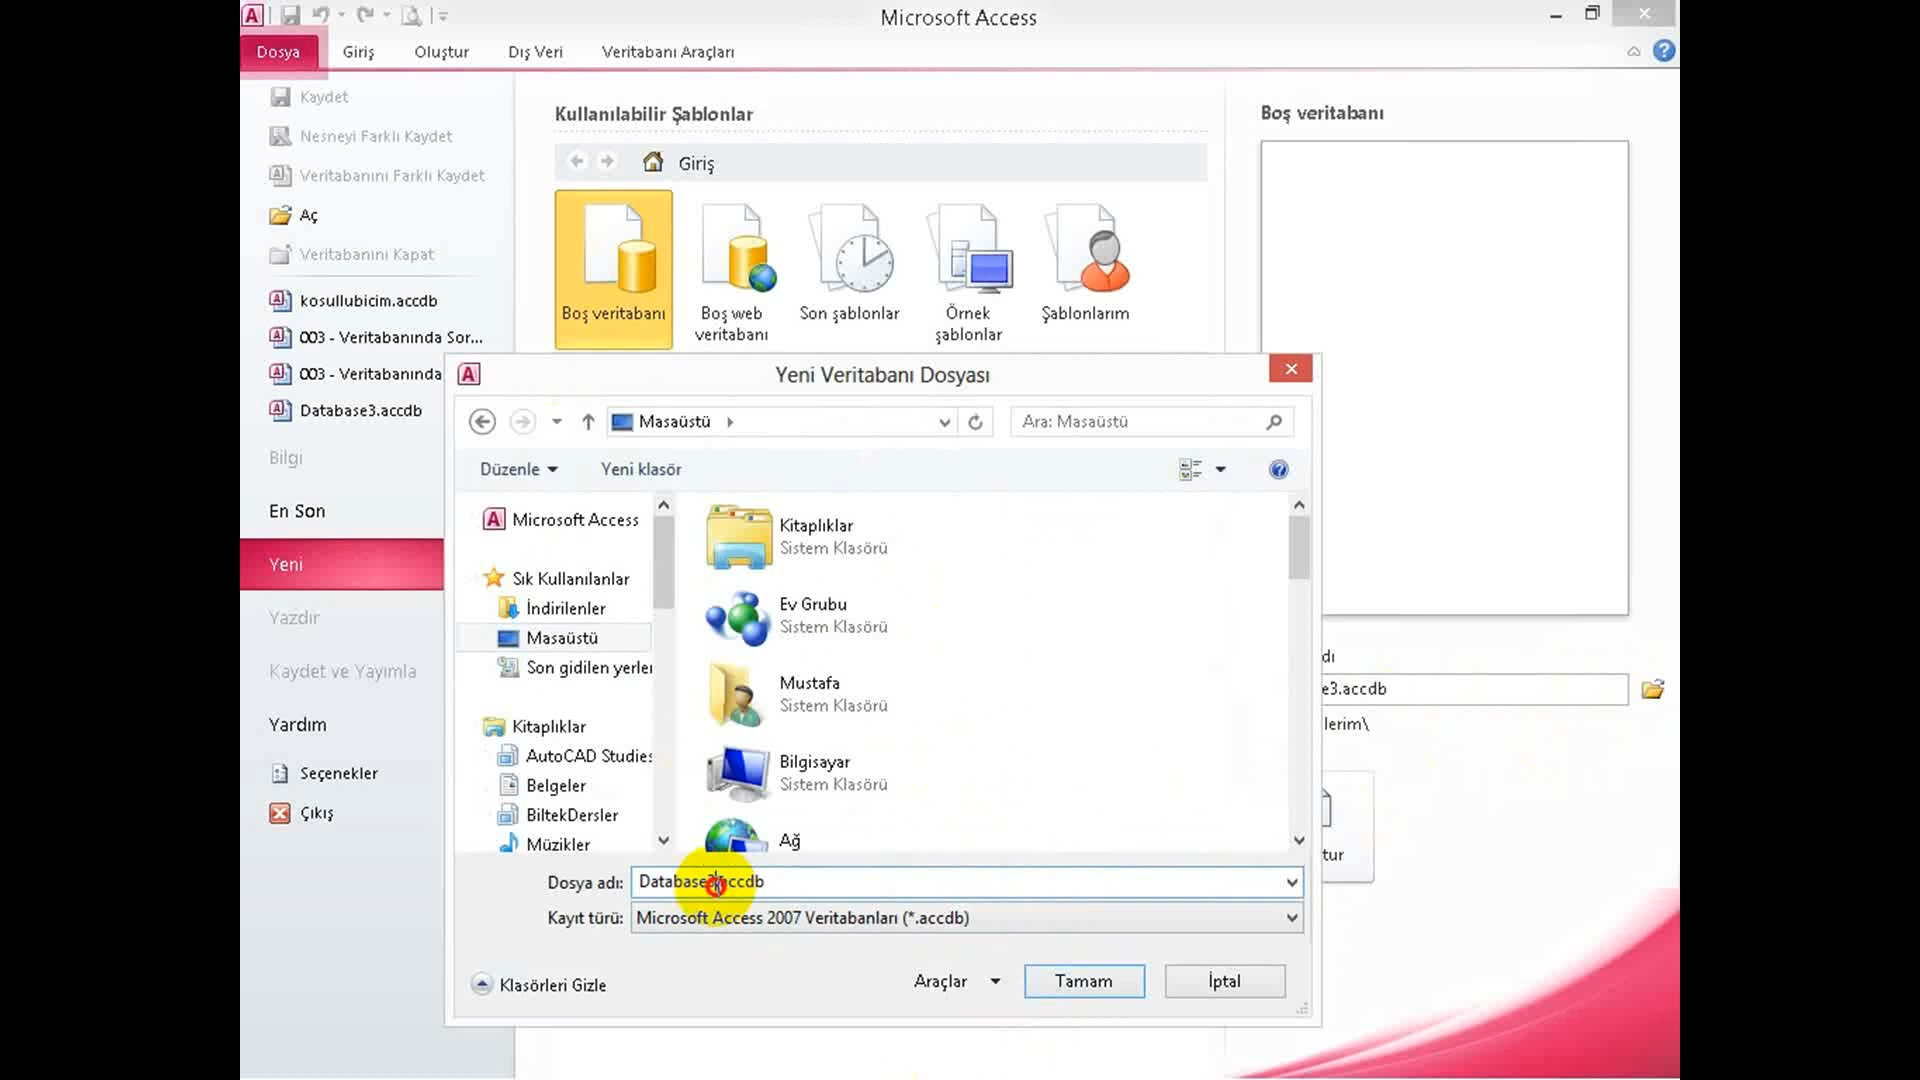 Microsoft Access
Dosya
Giriş
Oluştur
Dış Veri
Veritabanı Araçları
Kaydet
Nesneyi Farklı Kaydet
Veritabanını Farklı Kaydet
Aç
Veritabanını Kapat
kosullubicim.accdb
003 - Veritabanında Sor...
003 - Veritabanında
Database3.accdb
Bilgi
En Son
Yeni
Yazdır
Kaydet ve Yayımla
Yardım
Seçenekler
Çıkış
Kullanılabilir Şablonlar
Giriş
Boş veritabanı
Boş web
veritabanı
Son şablonlar
Örnek
şablonlar
Şablonlarım
Boş veritabanı
dı
e3.accdb
lerim\
tur
Yeni Veritabanı Dosyası
Masaüstü
Ara: Masaüstü
Düzenle
Yeni klasör
Microsoft Access
Sık Kullanılanlar
İndirilenler
Masaüstü
Son gidilen yerler
Kitaplıklar
AutoCAD Studies
Belgeler
BiltekDersler
Müzikler
Kitaplıklar
Sistem Klasörü
Ev Grubu
Sistem Klasörü
Mustafa
Sistem Klasörü
Bilgisayar
Sistem Klasörü
Ağ
Dosya adı:
Database3.accdb
Kayıt türü:
Microsoft Access 2007 Veritabanları (*.accdb)
Klasörleri Gizle
Araçlar
Tamam
İptal